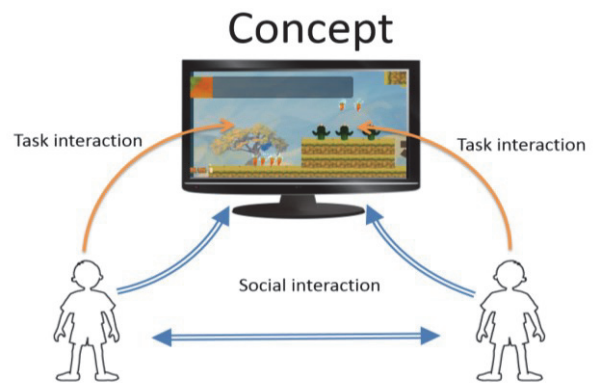 Concept
Task interaction
Task interaction
Social interaction